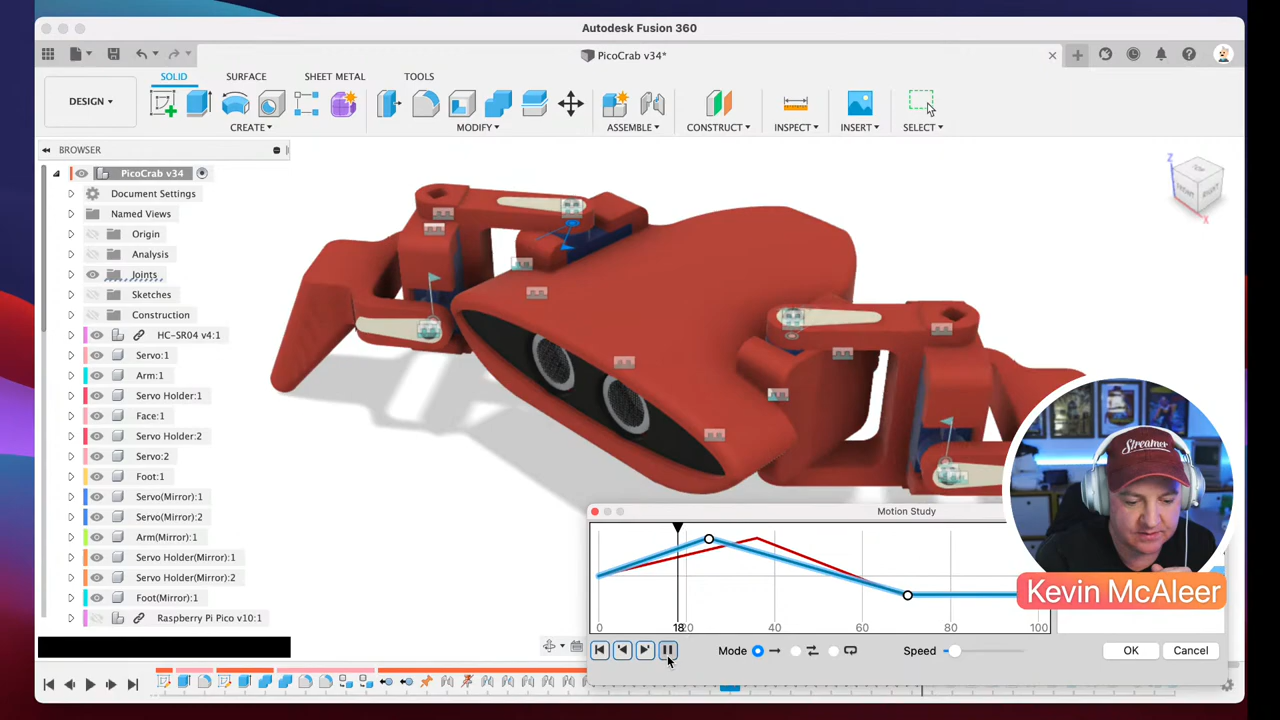 Autodesk Fusion 360
PicoCrab v34*
SOLID
SURFACE
SHEET METAL
TOOLS
DESIGN
CREATE
MODIFY
ASSEMBLE
CONSTRUCT
INSPECT
INSERT
SELECT
BROWSER
PicoCrab v34
Document Settings
Named Views
Origin
Analysis
Joints
Sketches
Construction
HC-SR04 v4:1
Servo:1
Arm:1
Servo Holder:1
Face:1
Servo Holder:2
Servo:2
Foot:1
Servo(Mirror):1
Servo(Mirror):2
Arm(Mirror):1
Servo Holder(Mirror):1
Servo Holder(Mirror):2
Foot(Mirror):1
Raspberry Pi Pico v10:1
Z
FRONT
RIGHT
X
Streamer
Kevin McAleer
Motion Study
0 18 20 40 60 80 100
Mode
Speed
OK
Cancel